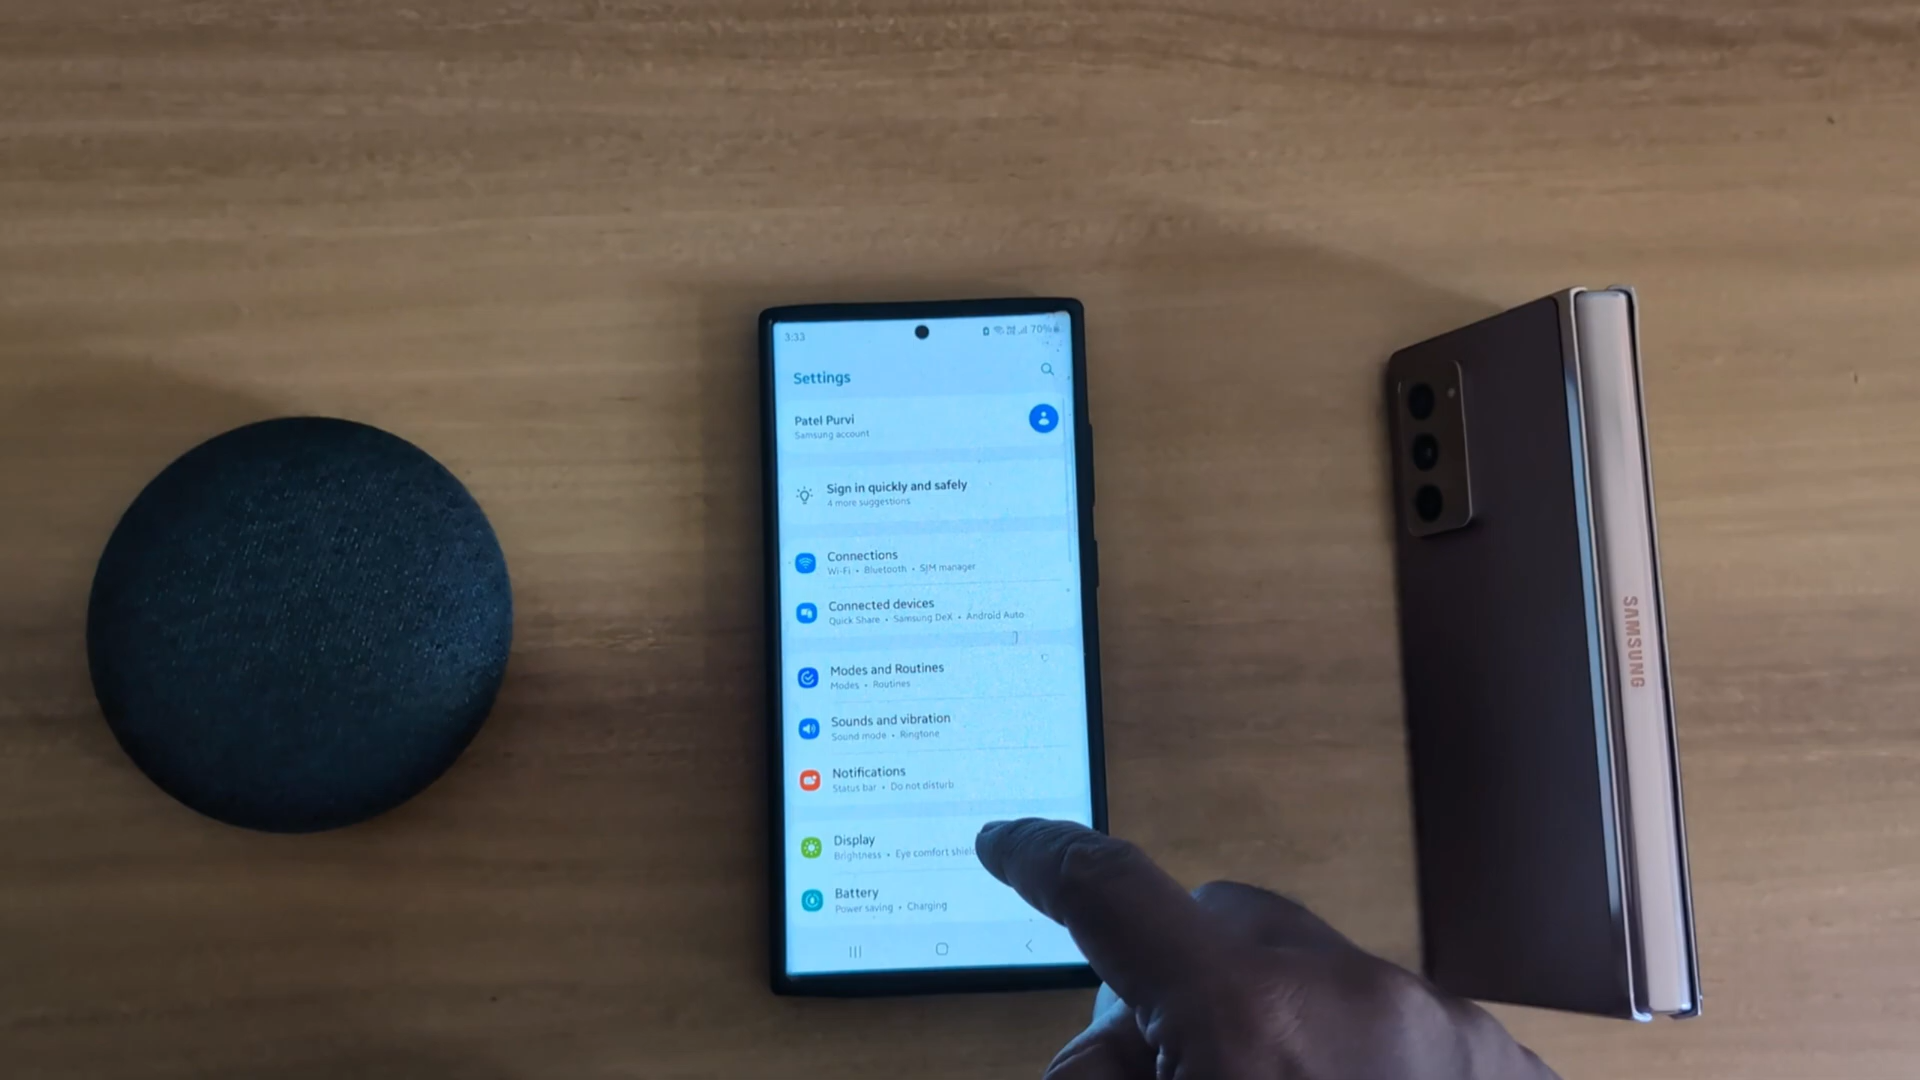 3:33
70%
Settings
Patel Purvi
Samsung account
Sign in quickly and safely
4 more suggestions
Connections
Wi-Fi • Bluetooth • SIM manager
Connected devices
Quick Share • Samsung DeX • Android Auto
Modes and Routines
Modes • Routines
Sounds and vibration
Sound mode • Ringtone
Notifications
Status bar • Do not disturb
Display
Brightness • Eye comfort shield
Battery
Power saving • Charging
SAMSUNG